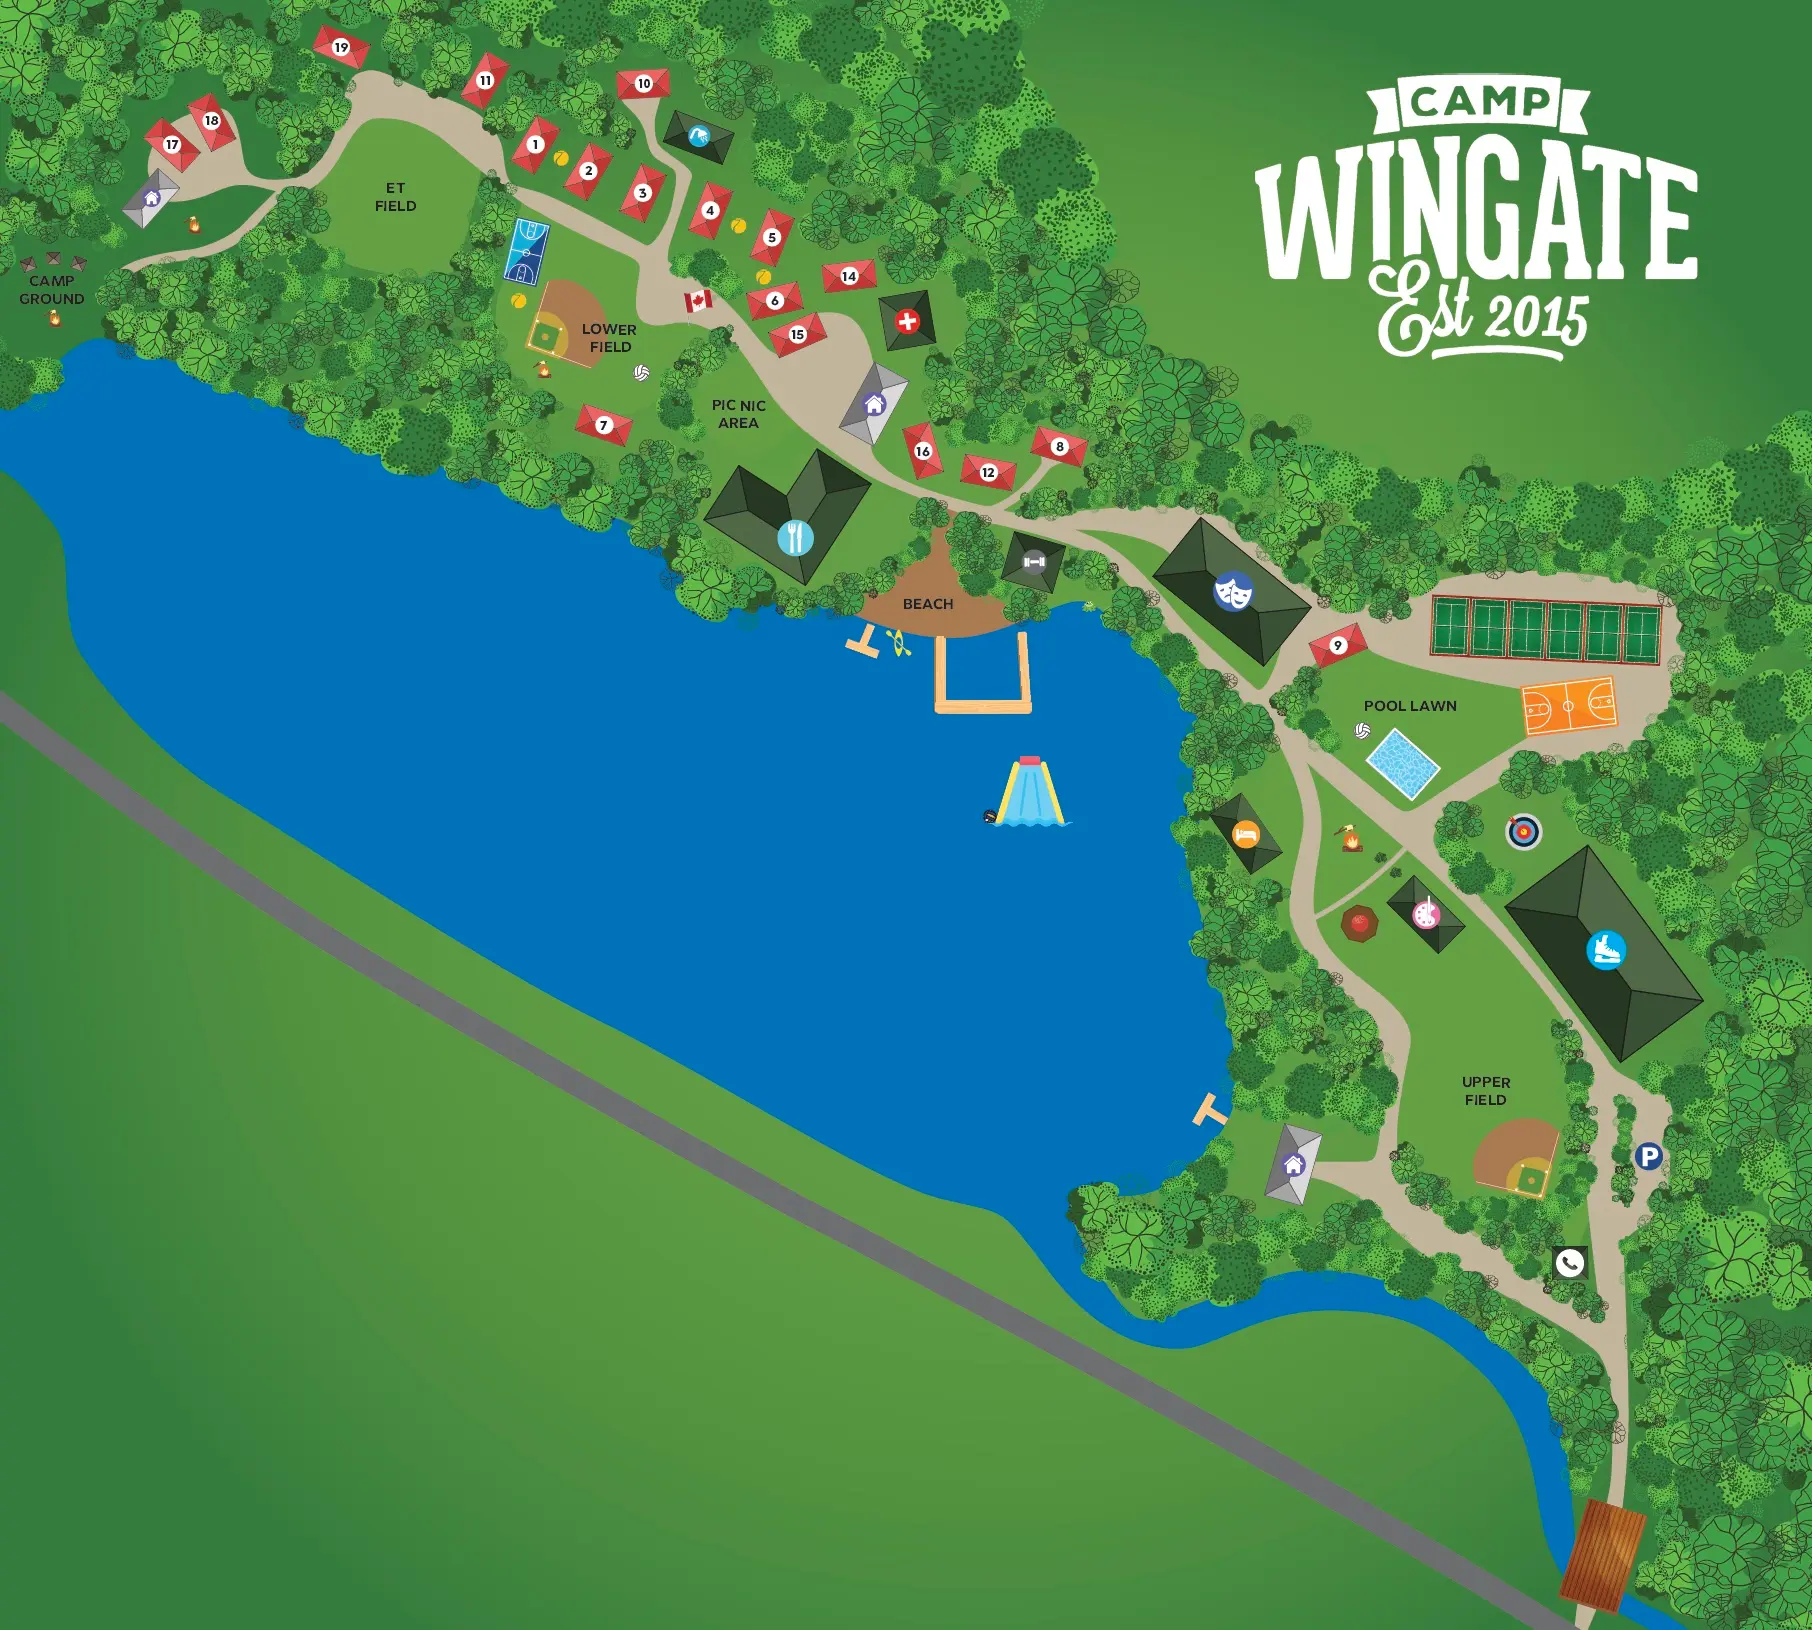 CAMP
WINGATE
Est 2015
19
11
10
18
17
1
2
3
4
5
6
14
15
ET
FIELD
CAMP
GROUND
LOWER
FIELD
PIC NIC
AREA
7
16
12
8
BEACH
9
POOL LAWN
UPPER
FIELD
P